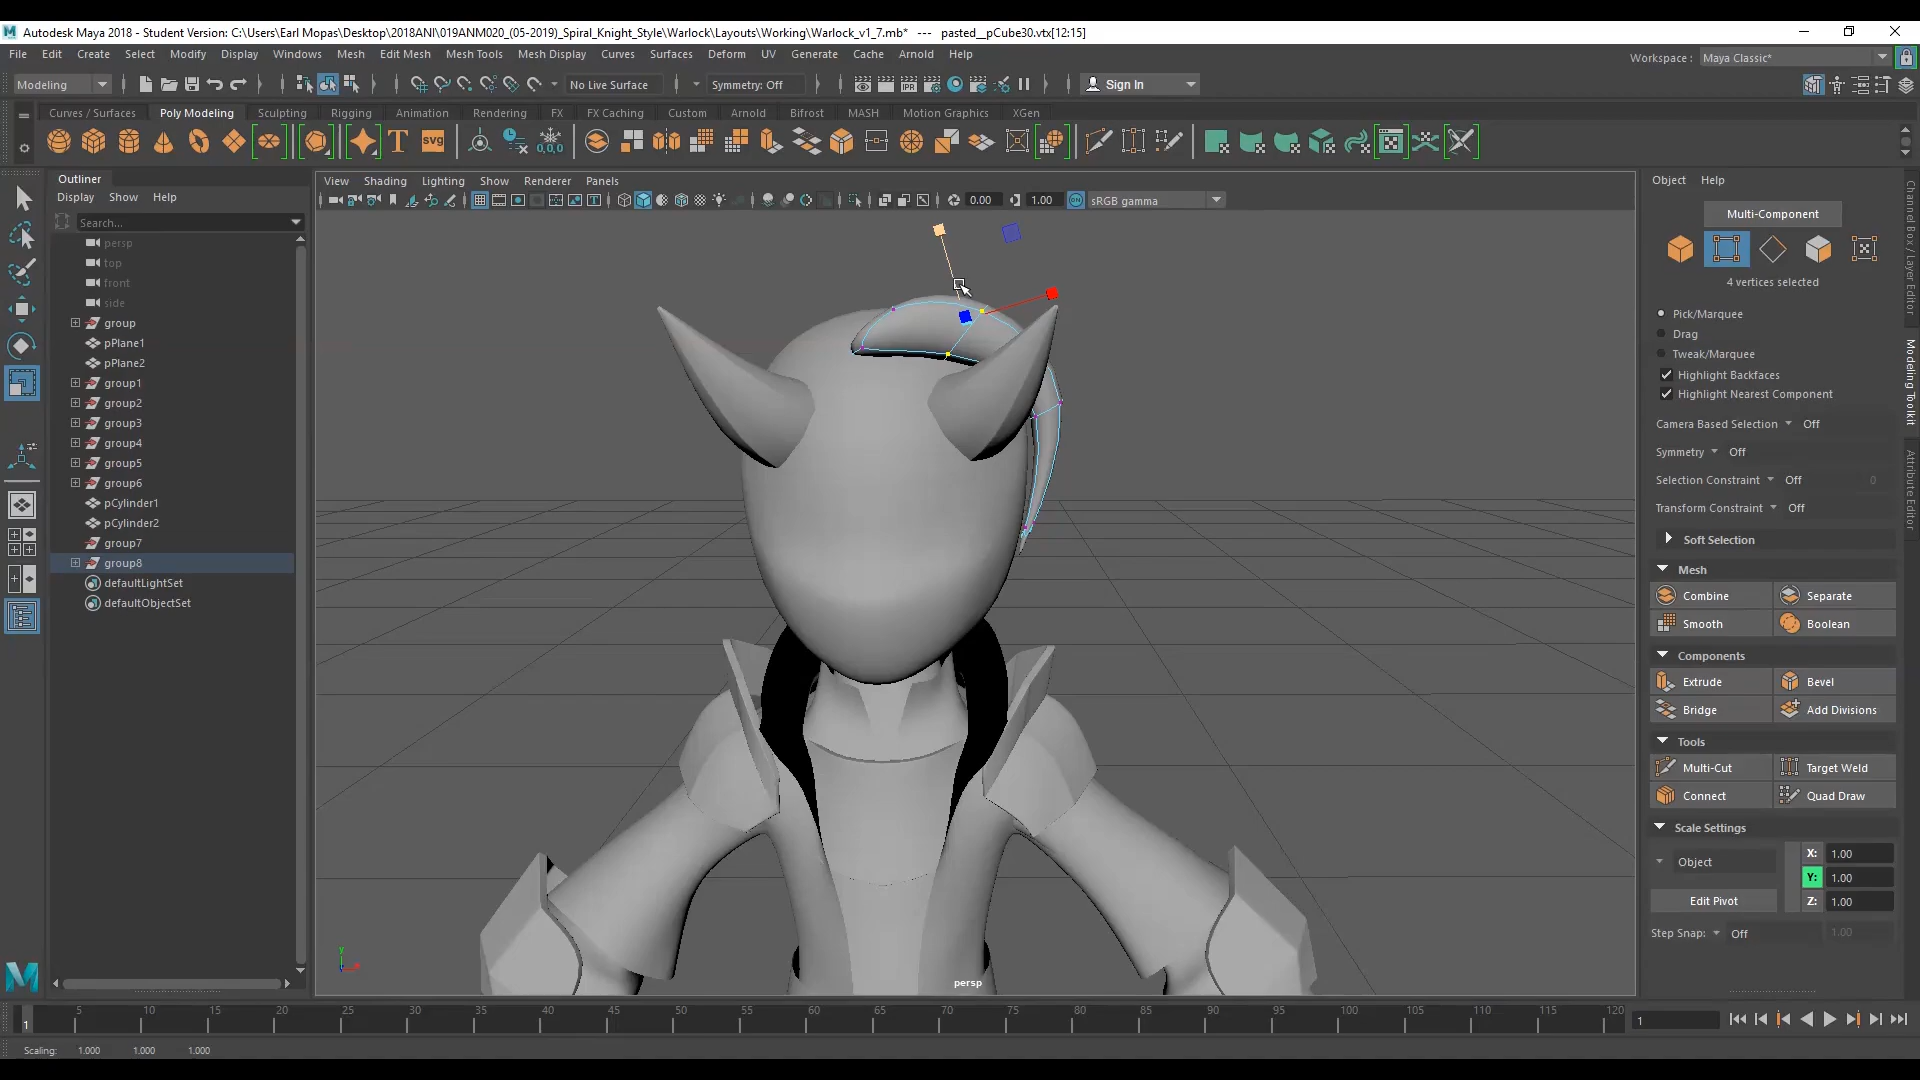 Autodesk Maya 2018 - Student Version: C:\Users\Earl Mopas\Desktop\2018ANI\019ANM020_(05-2019)_Spiral_Knight_Style\Warlock\Layouts\Working\Warlock_v1_7.mb* --- pasted__pCube30.vtx[12:15]
File Edit Create Select Modify Display Windows Mesh Edit Mesh Mesh Tools Mesh Display Curves Surfaces Deform UV Generate Cache Arnold Help
Workspace : Maya Classic*
Modeling No Live Surface Symmetry: Off Sign In
Curves / Surfaces Poly Modeling Sculpting Rigging Animation Rendering FX FX Caching Custom Arnold Bifrost MASH Motion Graphics XGen
T SVG 0,0,0
Outliner
Display Show Help
Search...
persp
top
front
side
group
pPlane1
pPlane2
group1
group2
group3
group4
group5
group6
pCylinder1
pCylinder2
group7
group8
defaultLightSet
defaultObjectSet
View Shading Lighting Show Renderer Panels
0.00 1.00 sRGB gamma
persp
y
Object Help
Multi-Component
4 vertices selected
Pick/Marquee
Drag
Tweak/Marquee
Highlight Backfaces
Highlight Nearest Component
Camera Based Selection Off
Symmetry Off
Selection Constraint Off 0
Transform Constraint Off
Soft Selection
Mesh
Combine Separate
Smooth Boolean
Components
Extrude Bevel
Bridge Add Divisions
Tools
Multi-Cut Target Weld
Connect Quad Draw
Scale Settings
Object X: 1.00
Y: 1.00
Edit Pivot Z: 1.00
Step Snap: Off 1.00
Channel Box / Layer Editor
Modeling Toolkit
Attribute Editor
1 5 10 15 20 25 30 35 40 45 50 55 60 65 70 75 80 85 90 95 100 105 110 115 120
1
Scaling: 1.000 1.000 1.000